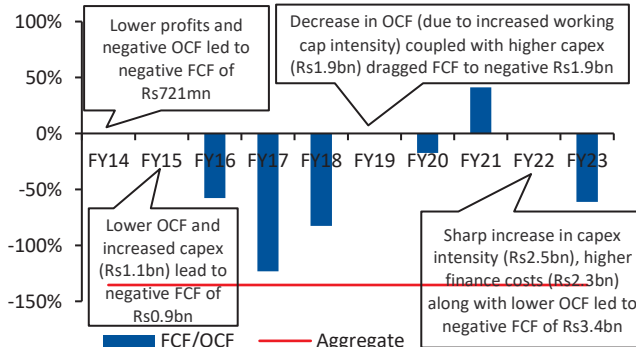 100%
50%
0%
-50%
-100%
-150%
Lower profits and
negative OCF led to
negative FCF of
Rs721mn
Decrease in OCF (due to increased working
cap intensity) coupled with higher capex
(Rs1.9bn) dragged FCF to negative Rs1.9bn
FY14 FY15 FY16 FY17 FY18 FY19 FY20 FY21 FY22 FY23
Lower OCF and
increased capex
(Rs1.1bn) lead to
negative FCF of
Rs0.9bn
Sharp increase in capex
intensity (Rs2.5bn), higher
finance costs (Rs2.3bn)
along with lower OCF led to
negative FCF of Rs3.4bn
FCF/OCF Aggregate